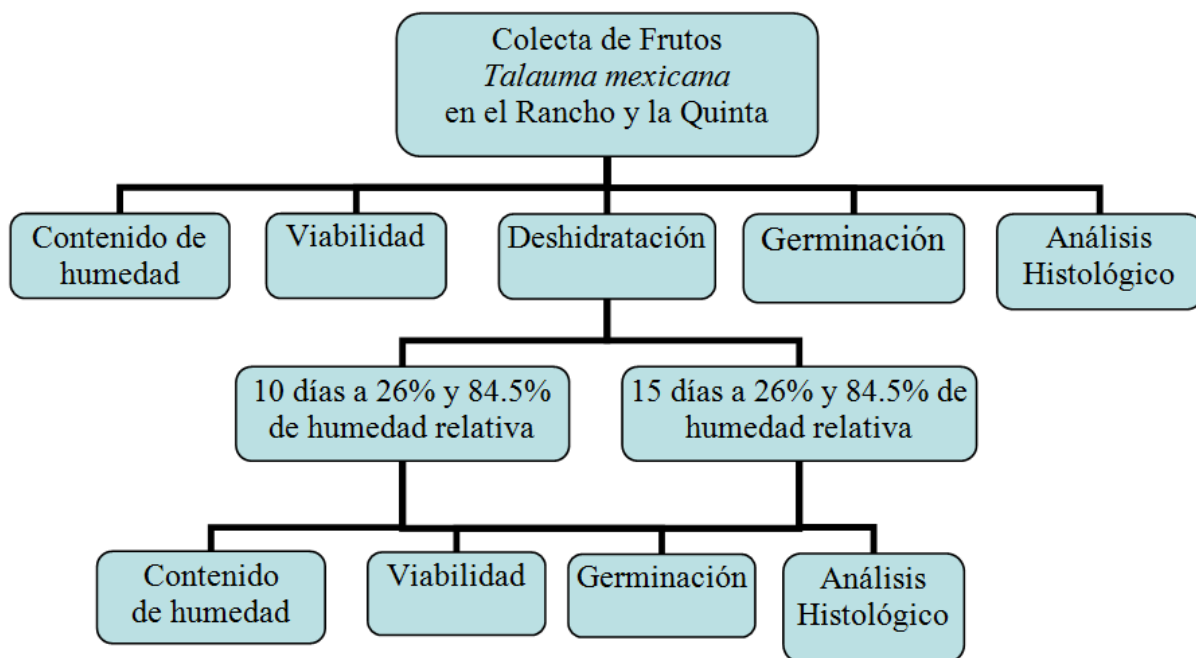 Colecta de Frutos
Talauma mexicana
en el Rancho y la Quinta
Contenido de
humedad
Viabilidad
Deshidratación
Germinación
Análisis
Histológico
10 días a 26% y 84.5%
de humedad relativa
15 días a 26% y 84.5% de
humedad relativa
Contenido
de humedad
Viabilidad
Germinación
Análisis
Histológico